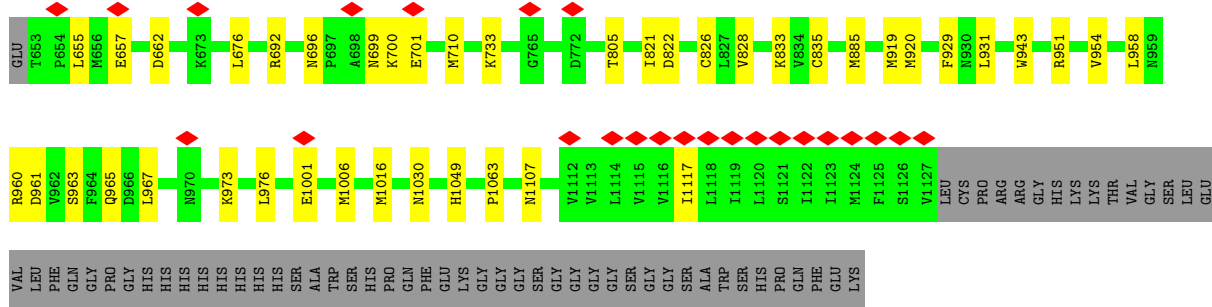 GLU T653 P654 L655 M656 E657 D662 K673 L676 R692 N696 P697 A698 N699 K700 E701 M710 K733 G765 D772 T805 I821 D822 C826 L827 V828 K833 V834 C835 M885 M919 M920 F929 N930 L931 W943 R951 V954 L958 N959
R960 D961 V962 S963 F964 Q965 D966 L967 N970 K973 L976 E1001 M1006 M1016 N1030 H1049 P1063 N1107 V1112 V1113 L1114 V1115 V1116 I1117 L1118 I1119 L1120 S1121 I1122 I1123 M1124 F1125 S1126 V1127 LEU CYS PRO ARG ARG GLY HIS LYS LYS THR VAL GLY SER LEU GLU
VAL LEU PHE GLN GLY PRO GLY HIS HIS HIS HIS HIS HIS HIS HIS SER ALA TRP SER HIS PRO GLN PHE GLU LYS GLY GLY GLY SER GLY GLY GLY GLY SER GLY GLY SER ALA TRP SER HIS PRO GLN PHE GLU LYS